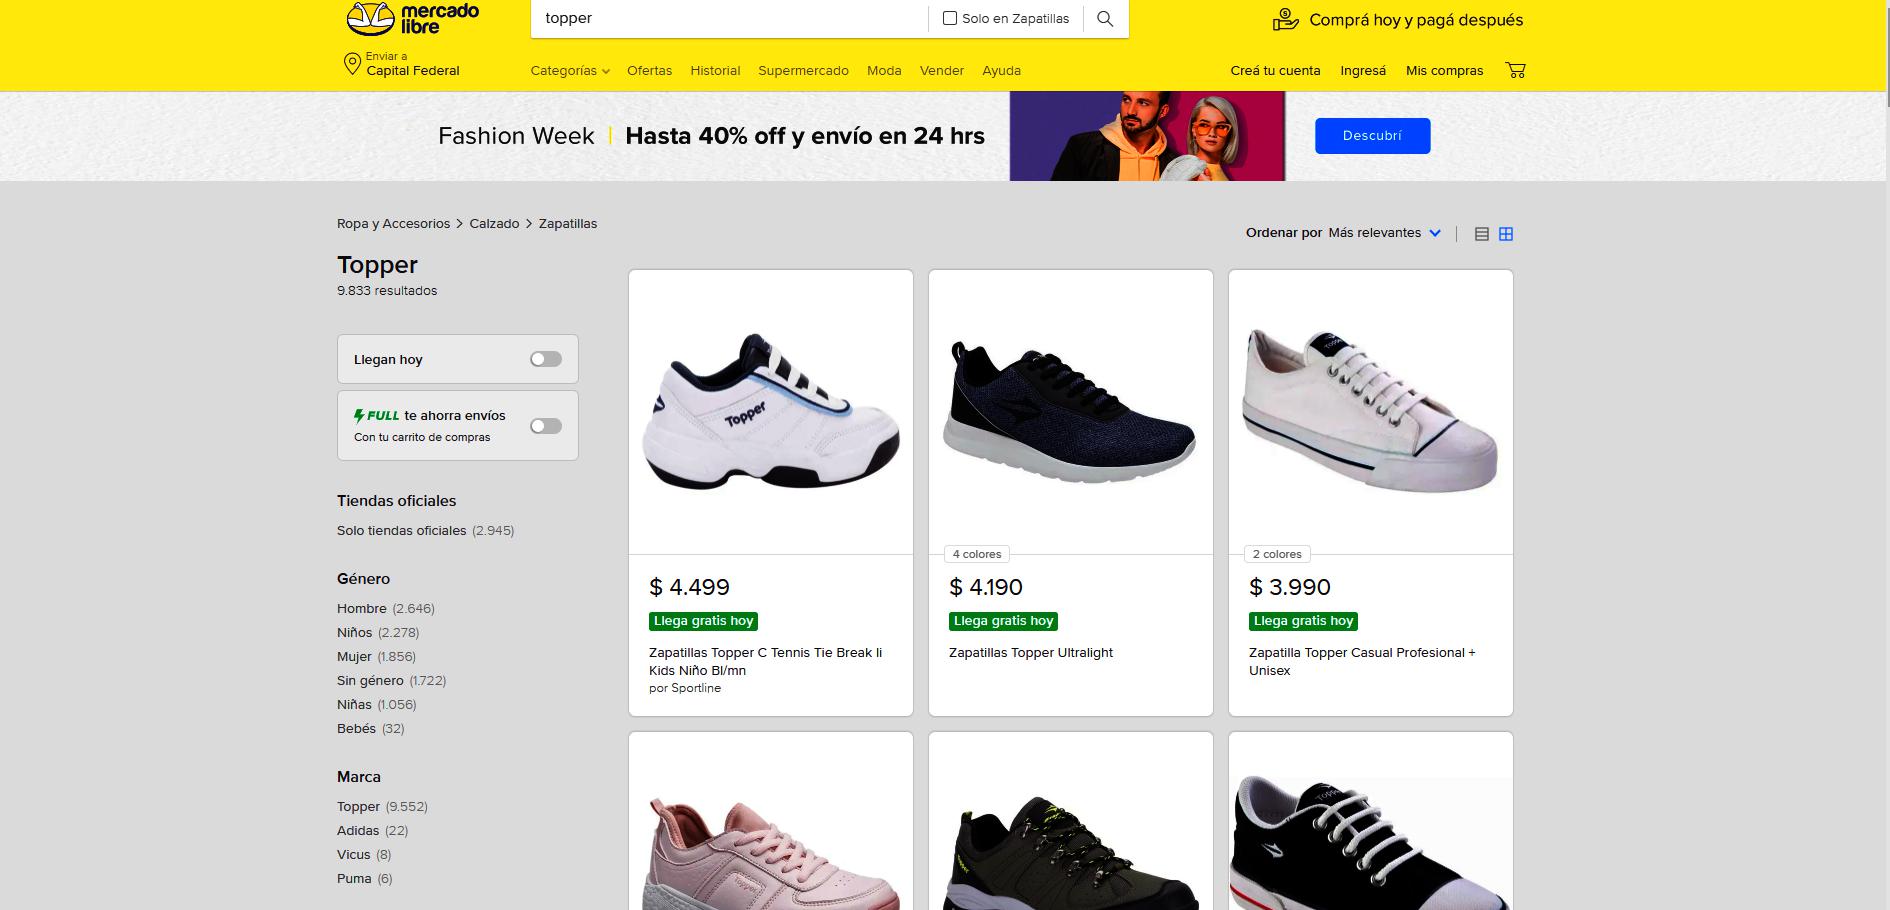 mercado
libre
topper
Solo en Zapatillas
Comprá hoy y pagá después
Enviar a
Capital Federal
Categorías
Ofertas
Historial
Supermercado
Moda
Vender
Ayuda
Creá tu cuenta
Ingresá
Mis compras
Fashion Week | Hasta 40% off y envío en 24 hrs
Descubrí
Ropa y Accesorios > Calzado > Zapatillas
Ordenar por Más relevantes
Topper
9.833 resultados
Llegan hoy
FULL te ahorra envíos
Con tu carrito de compras
Tiendas oficiales
Solo tiendas oficiales (2.945)
Género
Hombre (2.646)
Niños (2.278)
Mujer (1.856)
Sin género (1.722)
Niñas (1.056)
Bebés (32)
Marca
Topper (9.552)
Adidas (22)
Vicus (8)
Puma (6)
Topper
$ 4.499
Llega gratis hoy
Zapatillas Topper C Tennis Tie Break Ii
Kids Niño Bl/mn
por Sportline
4 colores
$ 4.190
Llega gratis hoy
Zapatillas Topper Ultralight
TOPPER
2 colores
$ 3.990
Llega gratis hoy
Zapatilla Topper Casual Profesional +
Unisex
Topper
Topper
TOPPER